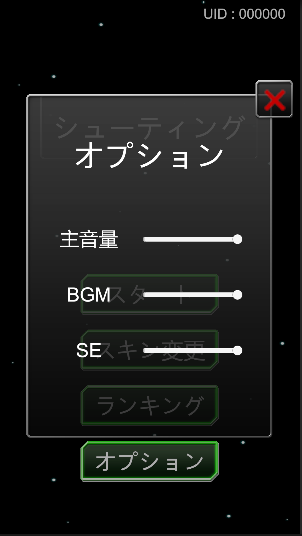 UID : 000000
シューティング
オプション
主音量
BGM
スタート
SE
スキン変更
ランキング
オプション